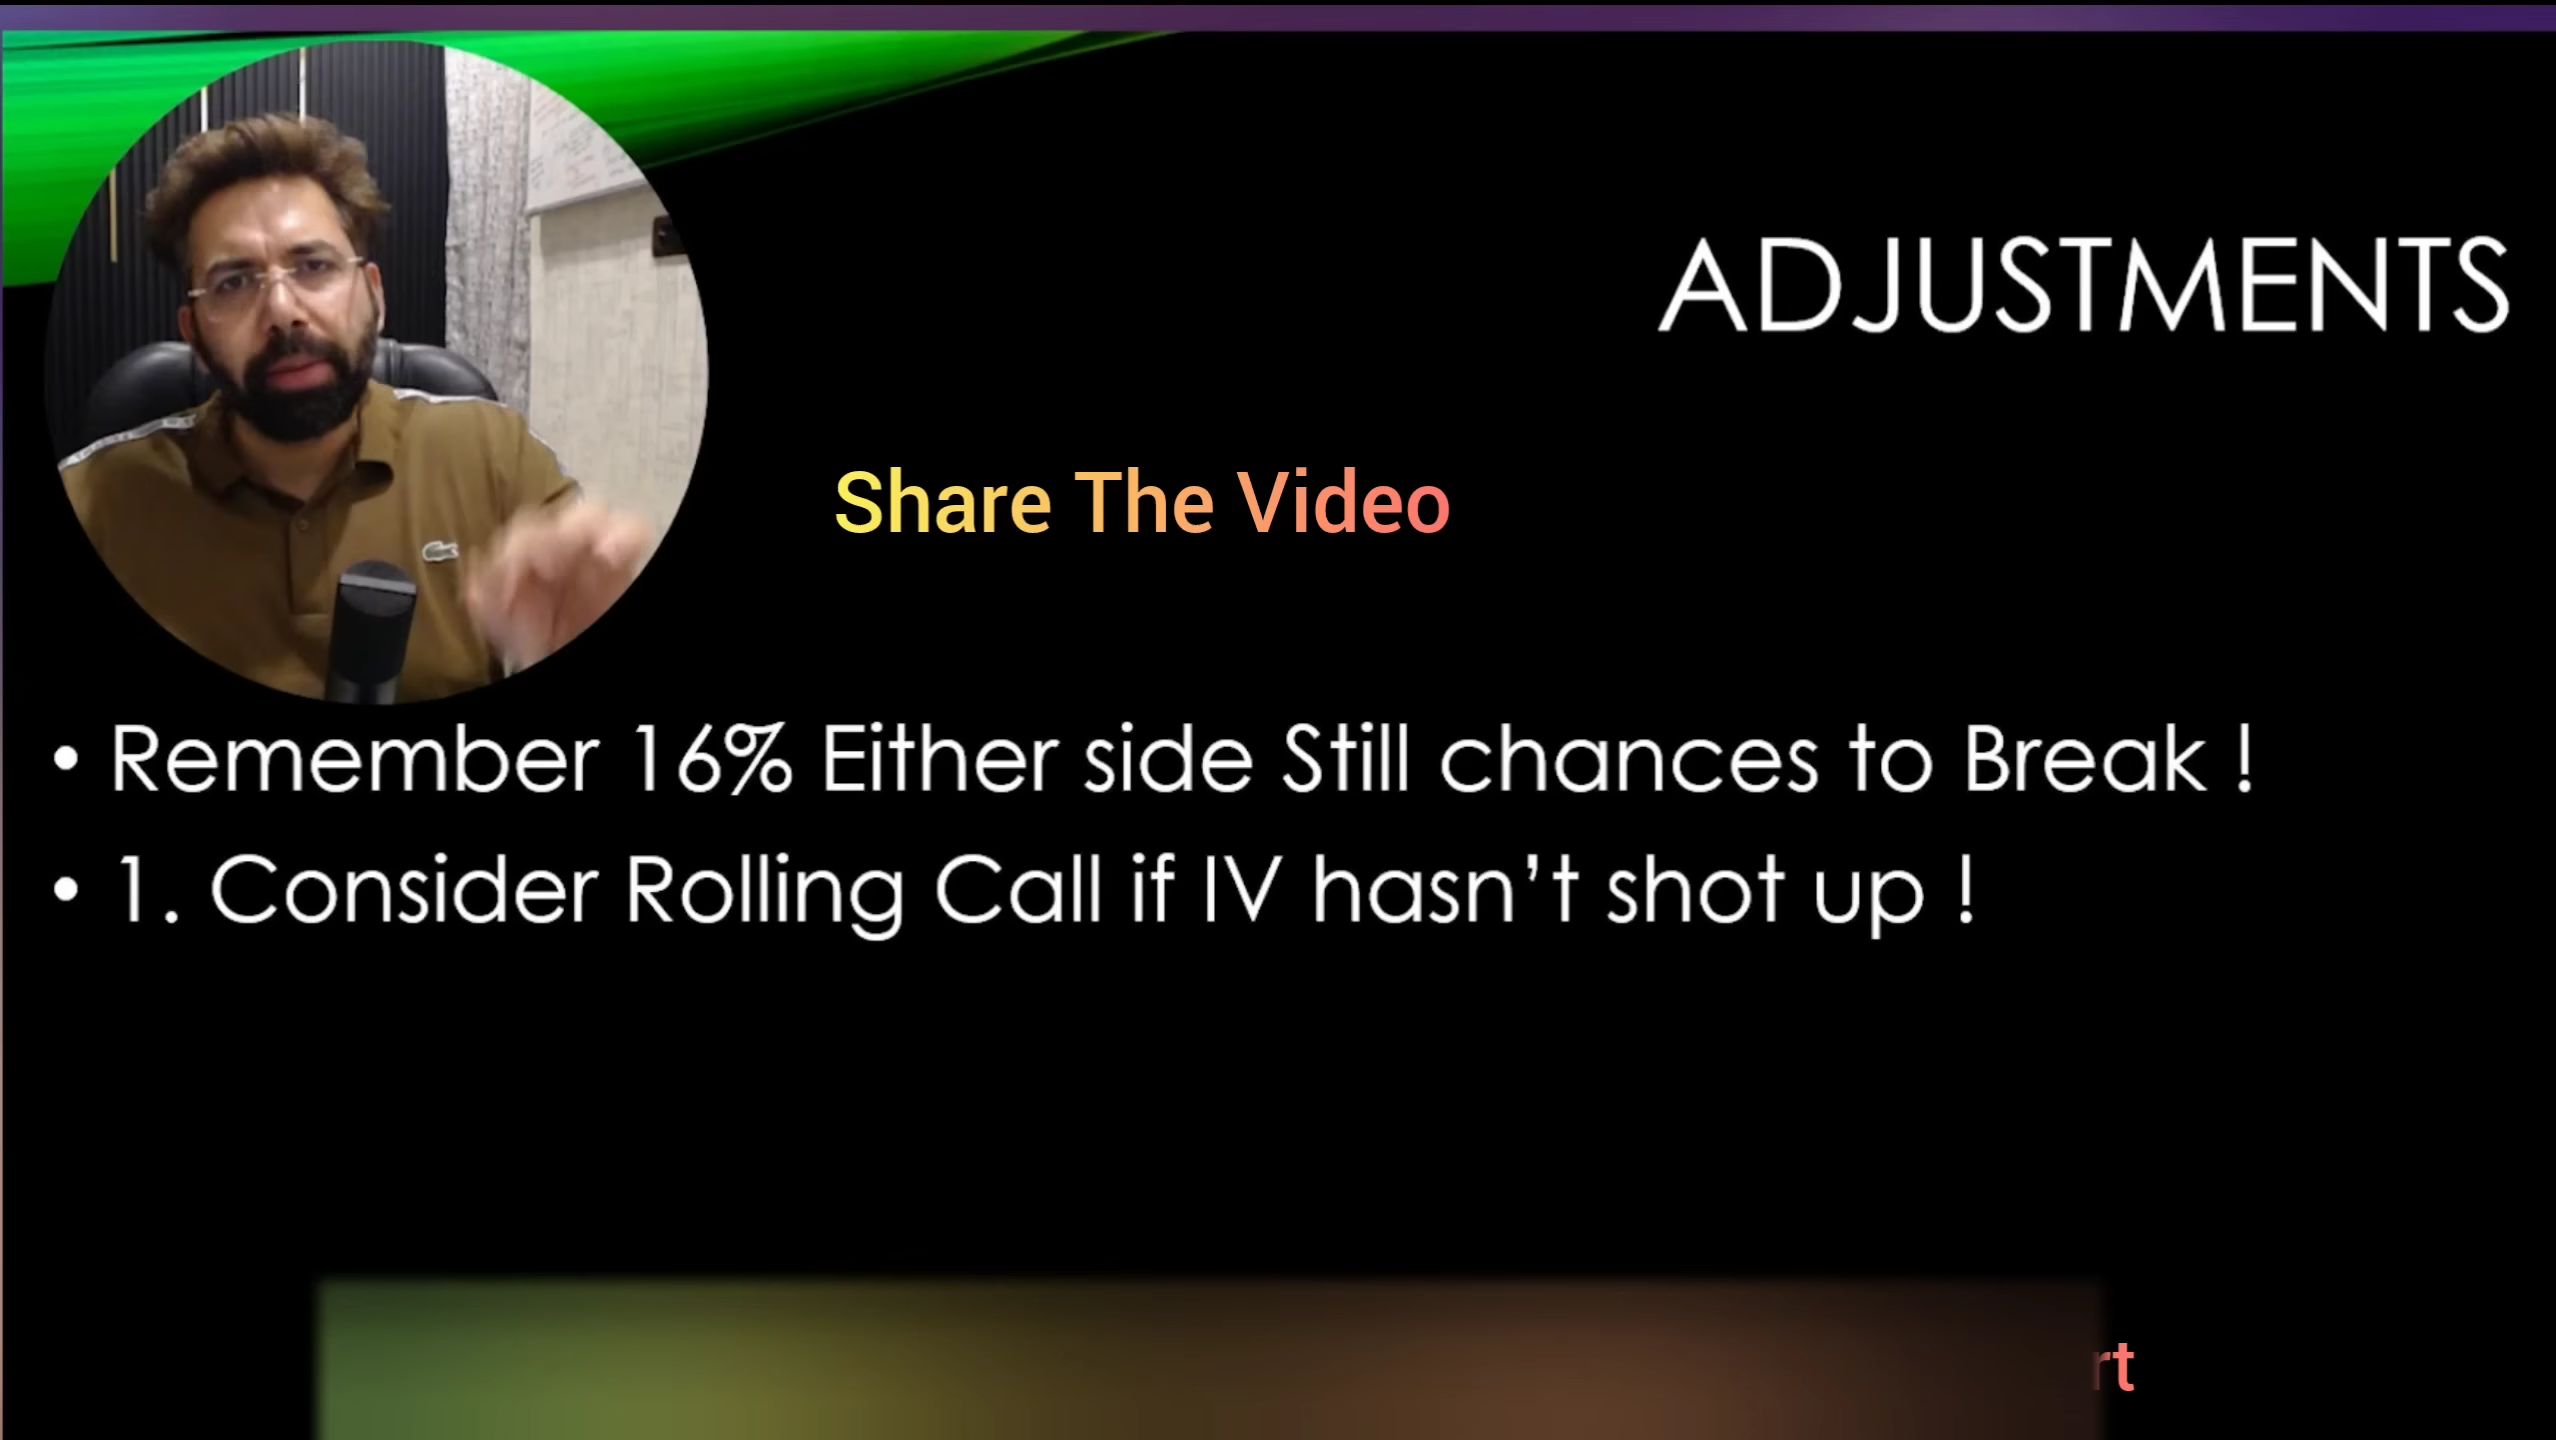 ADJUSTMENTS
Share The Video
• Remember 16% Either side Still chances to Break !
• 1. Consider Rolling Call if IV hasn’t shot up !